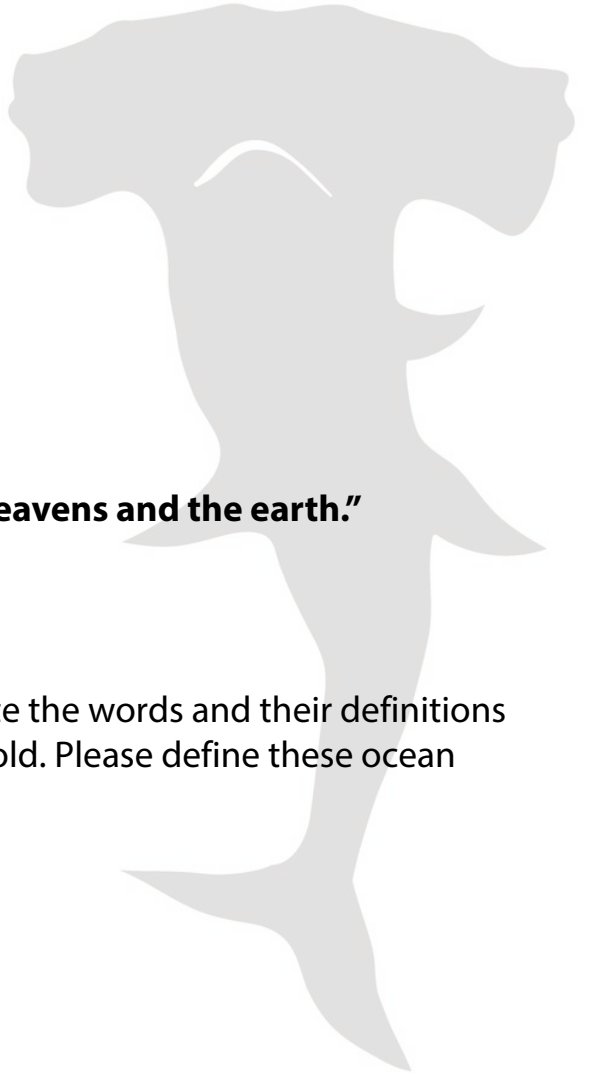 eavens and the earth.”
e the words and their definitions
old. Please define these ocean